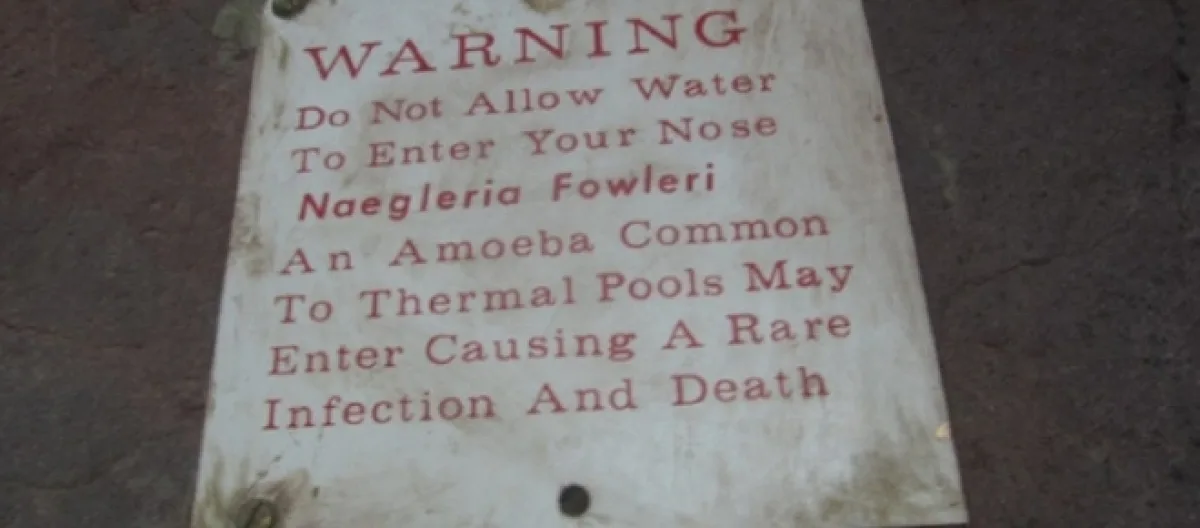 WARNING
Do Not Allow Water
To Enter Your Nose
Naegleria Fowleri
An Amoeba Common
To Thermal Pools May
Enter Causing A Rare
Infection And Death